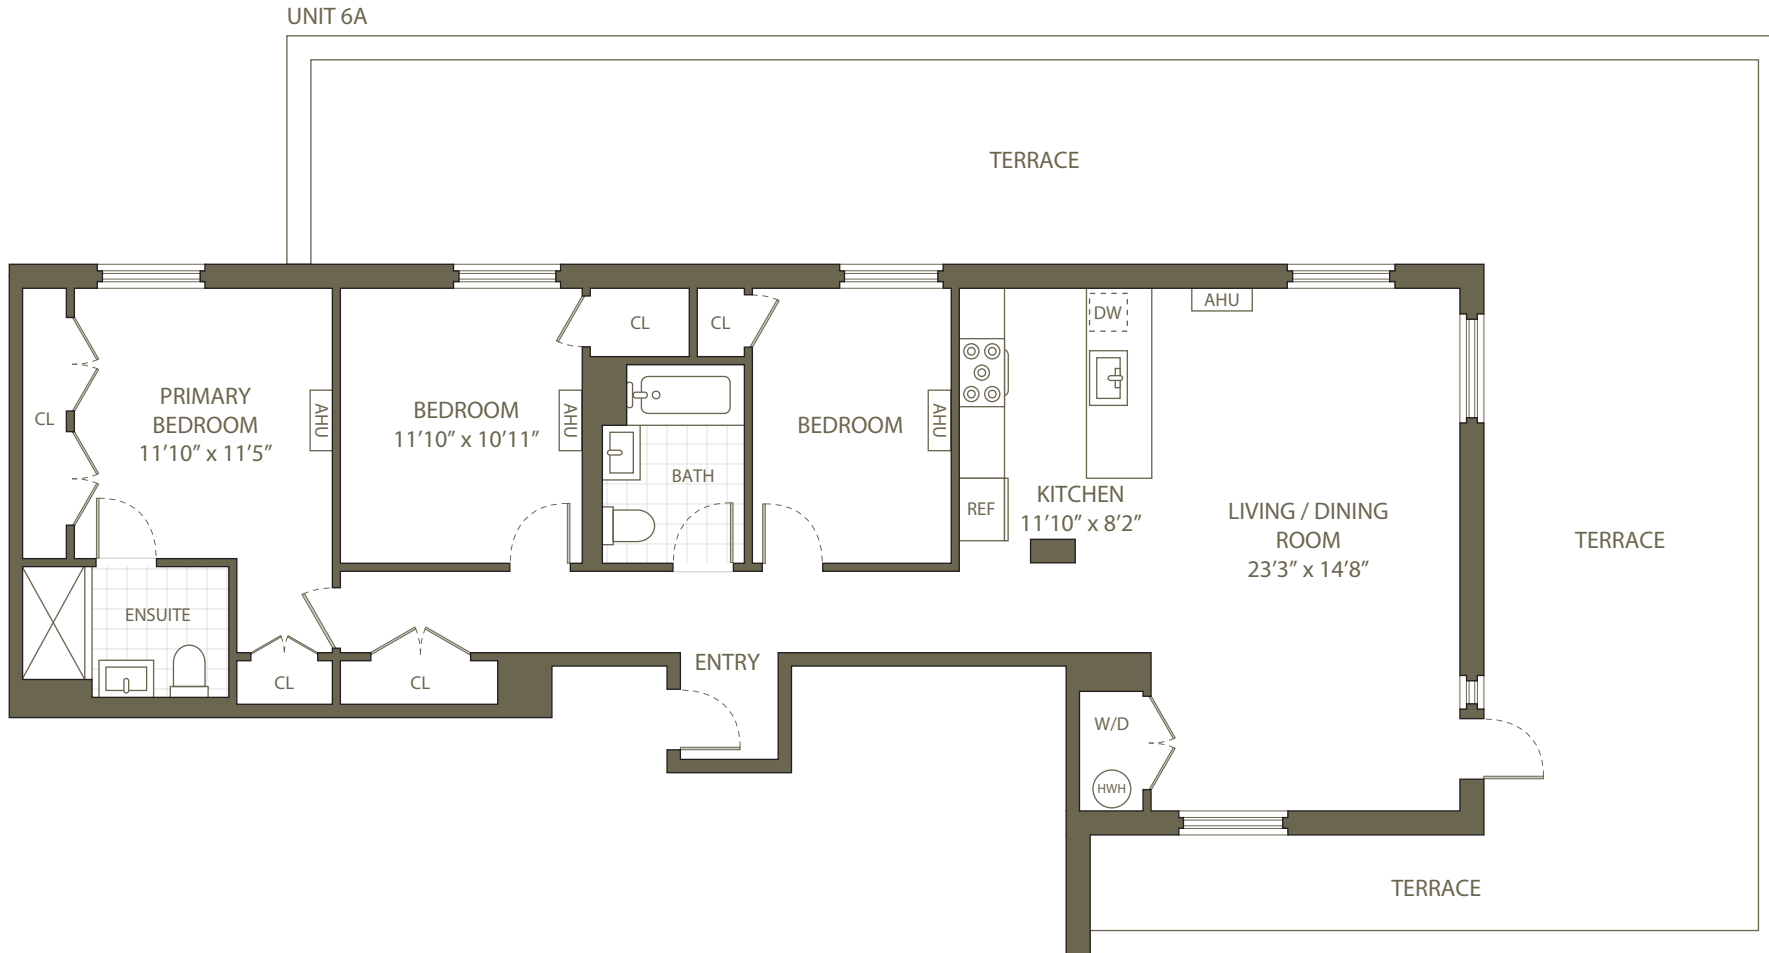 UNIT 6A
TERRACE
CL
PRIMARY
BEDROOM
11’10” x 11’5”
AHU
BEDROOM
11’10” x 10’11”
AHU
CL
CL
BATH
BEDROOM
AHU
DW
AHU
REF
KITCHEN
11’10” x 8’2”
LIVING / DINING
ROOM
23’3” x 14’8”
TERRACE
ENSUITE
CL
CL
ENTRY
W/D
HWH
TERRACE